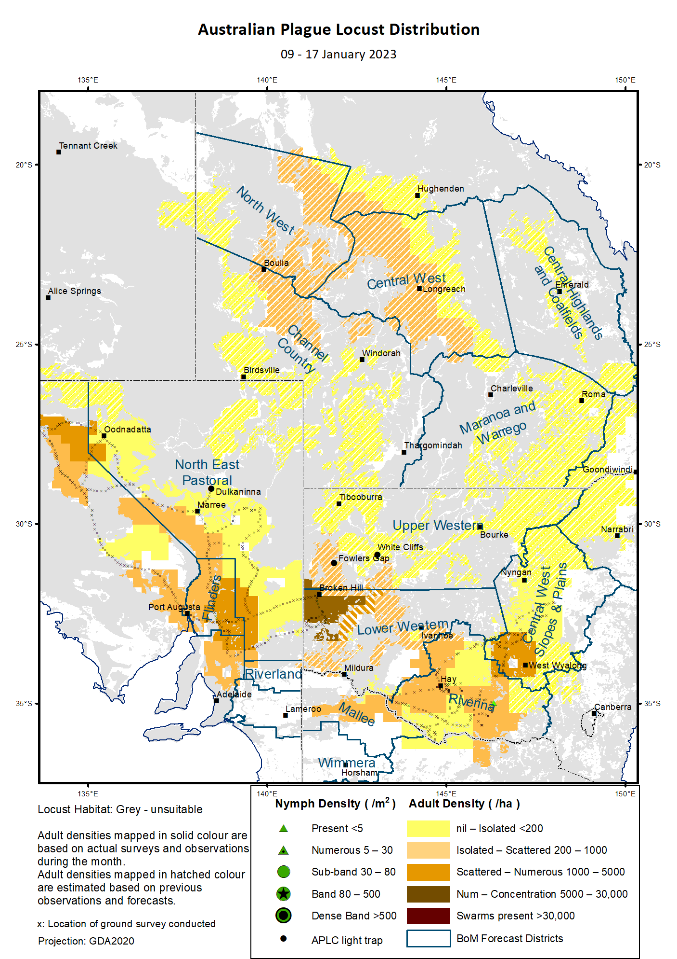 Australian Plague Locust Distribution
09 - 17 January 2023
135°E 140°E 145°E 150°E
Tennant Creek
20°S 20°S
Hughenden
North West
Central Highlands
and Coalfields
Boulia
Central West
Emerald
Alice Springs
Longreach
Channel
Country
25°S 25°S
Windorah
Birdsville
Charleville
Roma
Maranoa and
Warrego
Oodnadatta
Thargomindah
North East
Pastoral
Goondiwindi
Dulkaninna
Tibooburra
Marree
30°S 30°S
Upper Western
Bourke
Narrabri
White Cliffs
Fowlers Gap
Nyngan
Central West
Slopes & Plains
Broken Hill
Flinders
Port Augusta
Lower Western
Ivanhoe
Mildura
West Wyalong
Riverland
Hay
Adelaide
Riverina
35°S 35°S
Lameroo
Mallee
Canberra
Wimmera
Horsham
135°E 140°E 145°E 150°E
Locust Habitat: Grey - unsuitable
Adult densities mapped in solid colour are
based on actual surveys and observations
during the month.
Adult densities mapped in hatched colour
are estimated based on previous
observations and forecasts.
x: Location of ground survey conducted
Projection: GDA2020
Nymph Density ( /m²) Adult Density ( /ha )
Present <5 nil – Isolated <200
Numerous 5 – 30 Isolated – Scattered 200 - 1000
Sub-band 30 – 80 Scattered – Numerous 1000 - 5000
Band 80 – 500 Num – Concentration 5000 – 30,000
Dense Band >500 Swarms present >30,000
APLC light trap BoM Forecast Districts